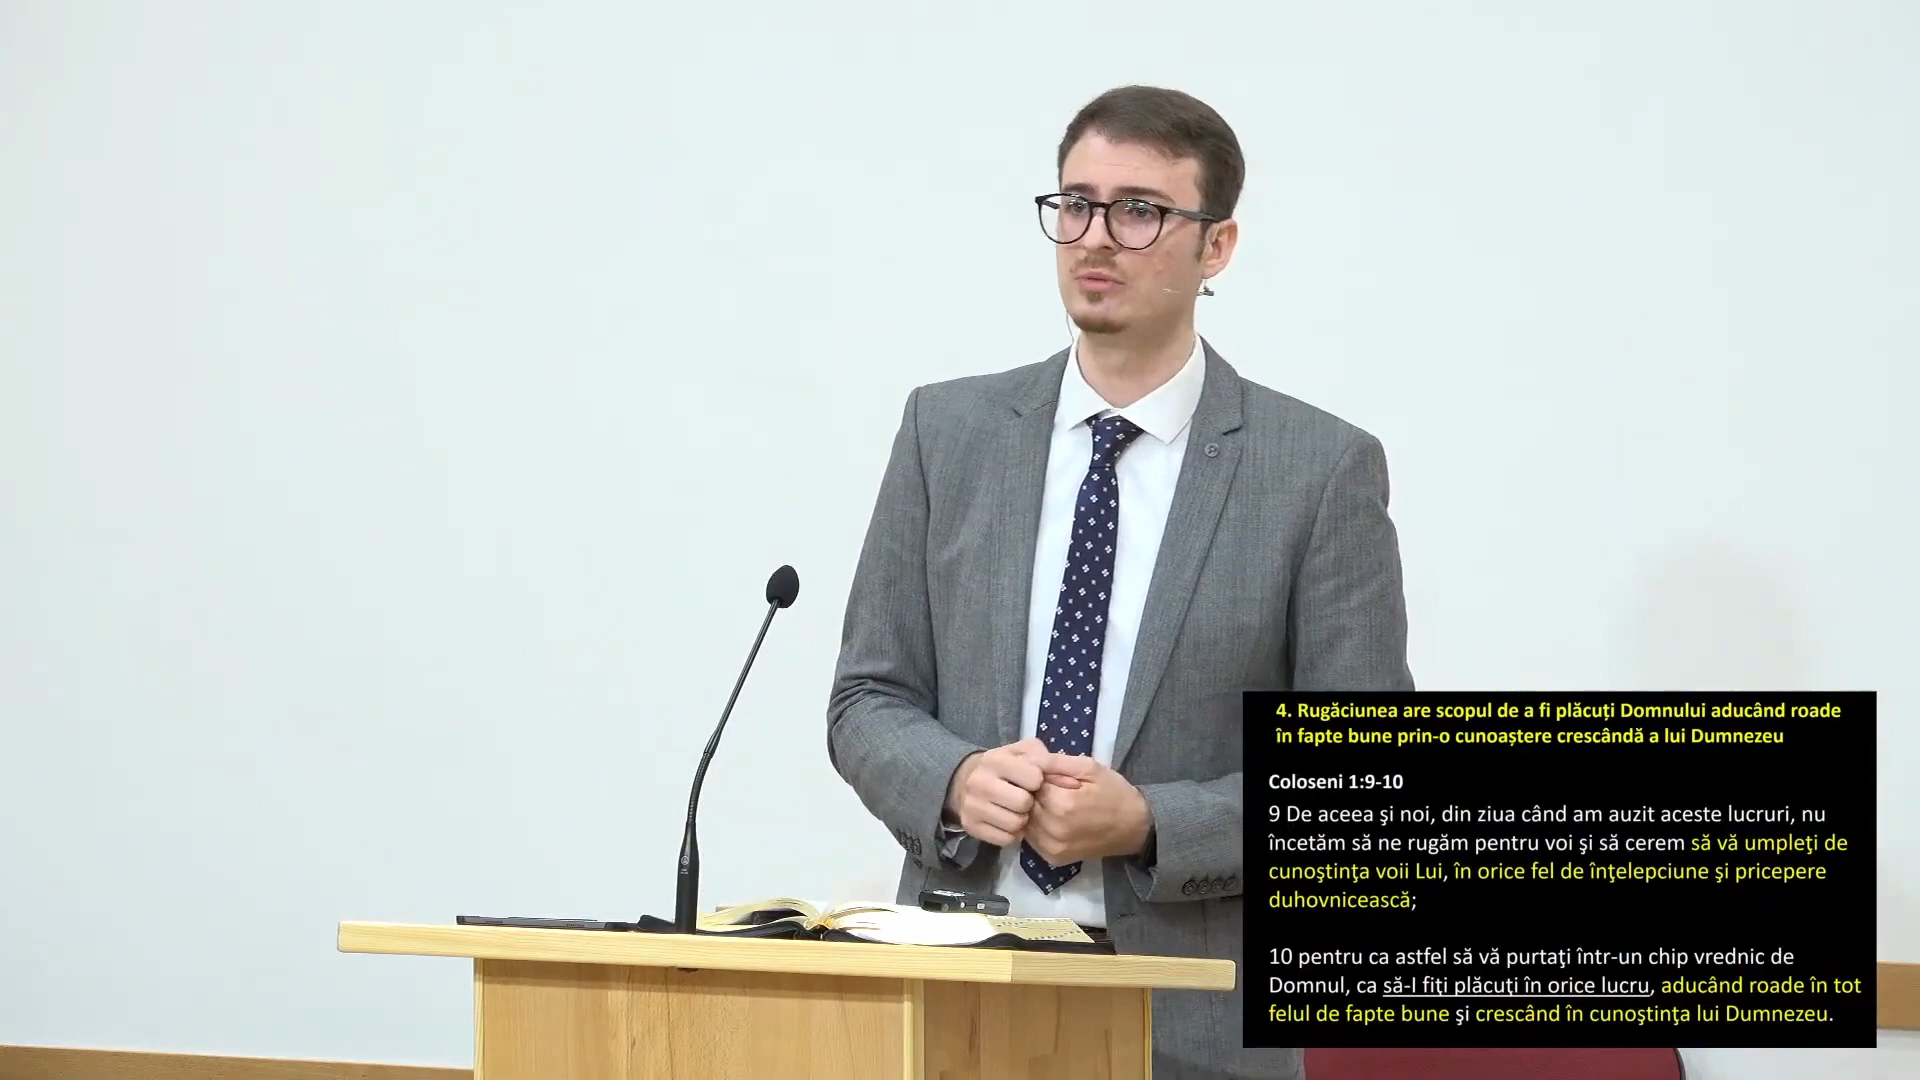 4. Rugăciunea are scopul de a fi plăcuți Domnului aducând roade
în fapte bune prin-o cunoaștere crescândă a lui Dumnezeu
Coloseni 1:9-10
9 De aceea şi noi, din ziua când am auzit aceste lucruri, nu
încetăm să ne rugăm pentru voi şi să cerem să vă umpleţi de
cunoştinţa voii Lui, în orice fel de înţelepciune şi pricepere
duhovnicească;
10 pentru ca astfel să vă purtaţi într-un chip vrednic de
Domnul, ca să-l fiţi plăcuţi în orice lucru, aducând roade în tot
felul de fapte bune şi crescând în cunoştinţa lui Dumnezeu.